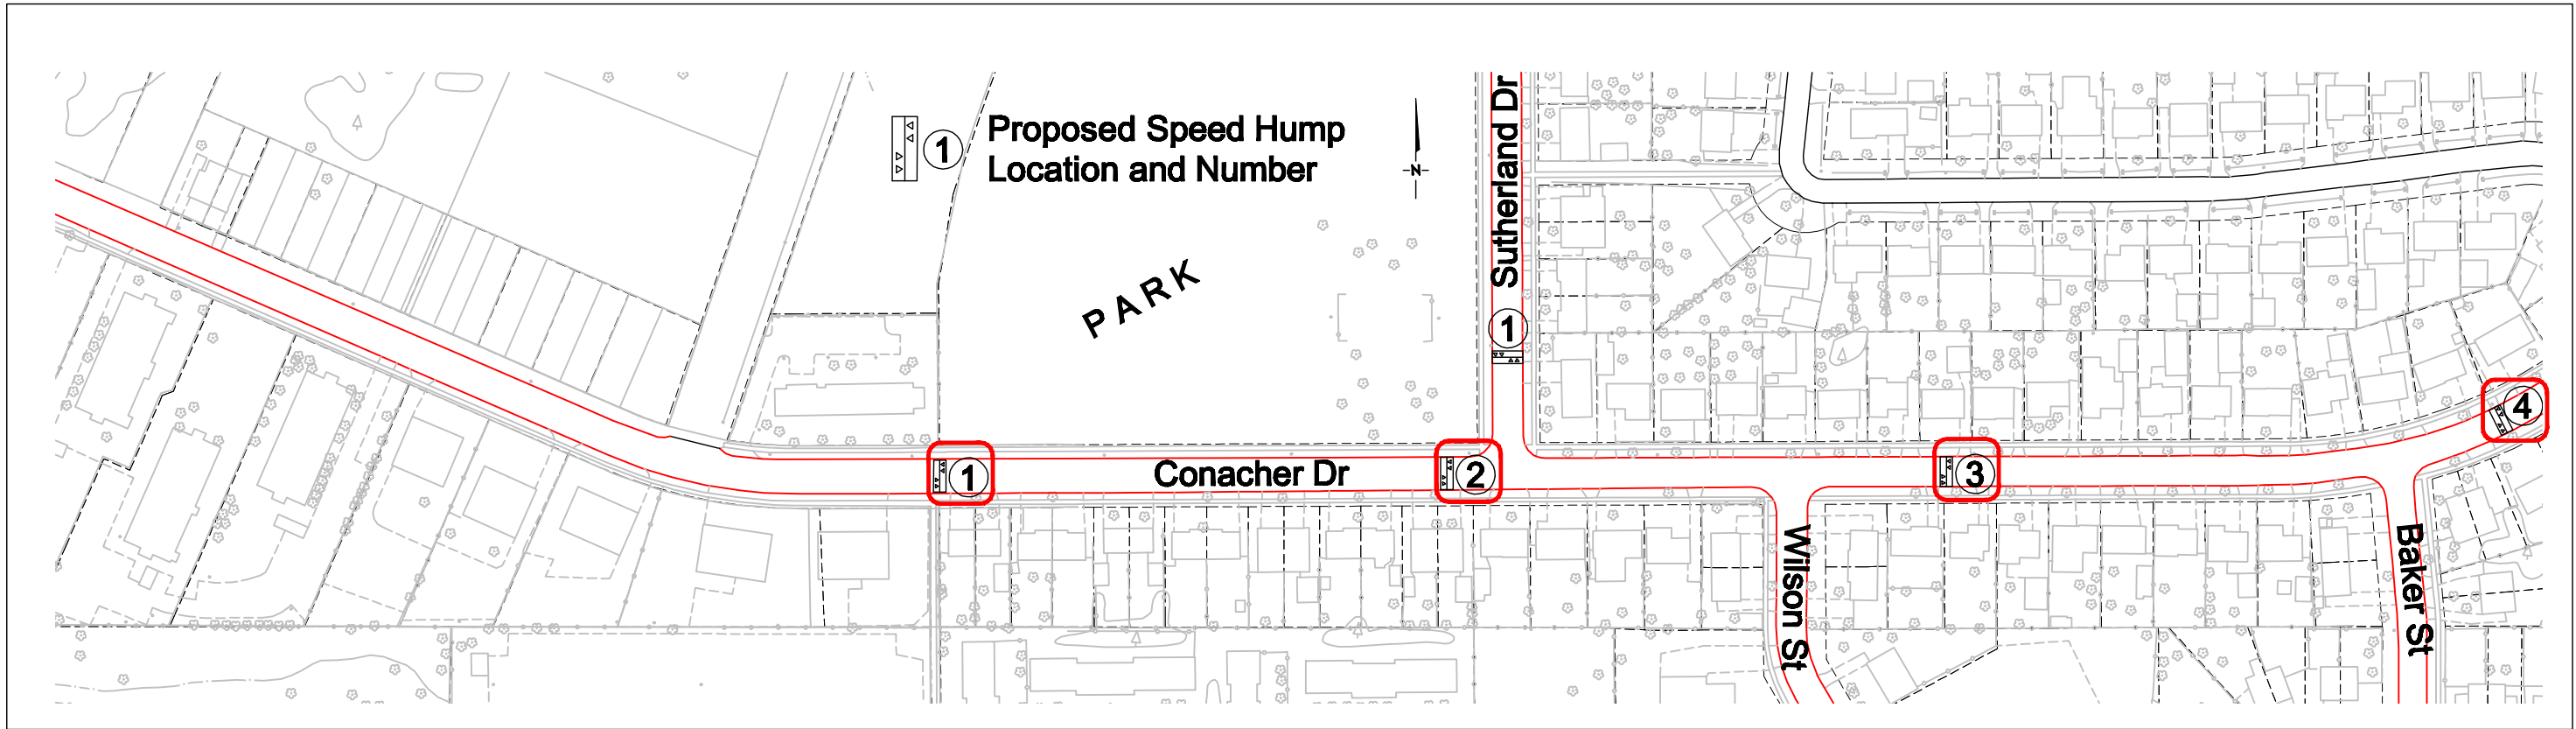 1
Proposed Speed Hump
Location and Number
N
Sutherland Dr
PARK
1
1
Conacher Dr
2
3
4
Wilson St
Baker St